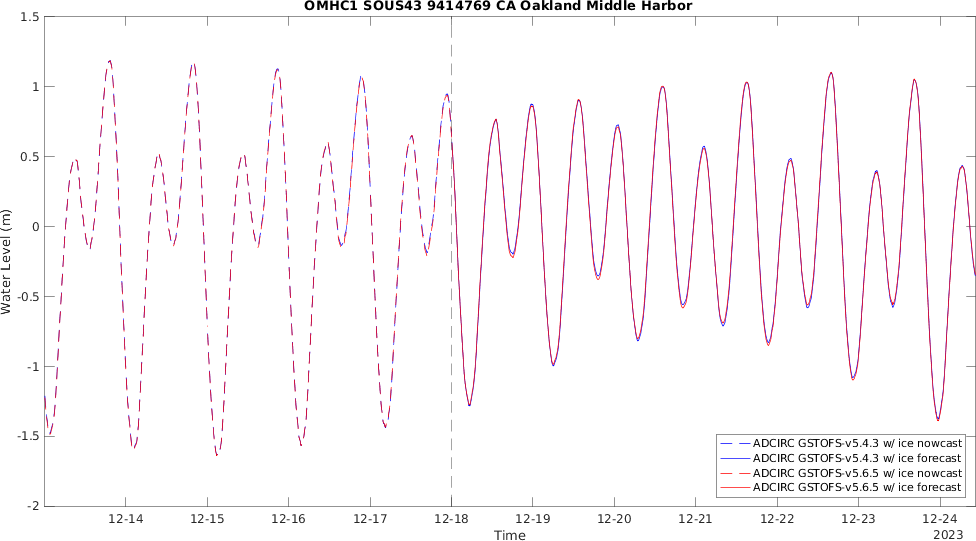 OMHC1 SOUS43 9414769 CA Oakland Middle Harbor
1.5
1
0.5
0
-0.5
-1
-1.5
-2
Water Level (m)
12-14 12-15 12-16 12-17 12-18 12-19 12-20 12-21 12-22 12-23 12-24
Time
2023
ADCIRC GSTOFS-v5.4.3 w/ ice nowcast
ADCIRC GSTOFS-v5.4.3 w/ ice forecast
ADCIRC GSTOFS-v5.6.5 w/ ice nowcast
ADCIRC GSTOFS-v5.6.5 w/ ice forecast